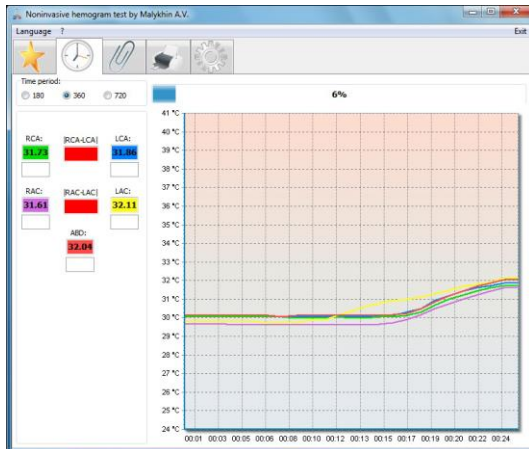 Noninvasive hemogram test by Malykhin A.V.
Language ? Exit
Time period:
180 360 720
6%
RCA: |RCA-LCA| LCA:
31.73 31.86
RAC: |RAC-LAC| LAC:
31.61 32.11
ABD:
32.04
41 °C
40 °C
39 °C
38 °C
37 °C
36 °C
35 °C
34 °C
33 °C
32 °C
31 °C
30 °C
29 °C
28 °C
27 °C
26 °C
25 °C
24 °C
00:01 00:03 00:05 00:06 00:08 00:10 00:12 00:13 00:15 00:17 00:19 00:20 00:22 00:24